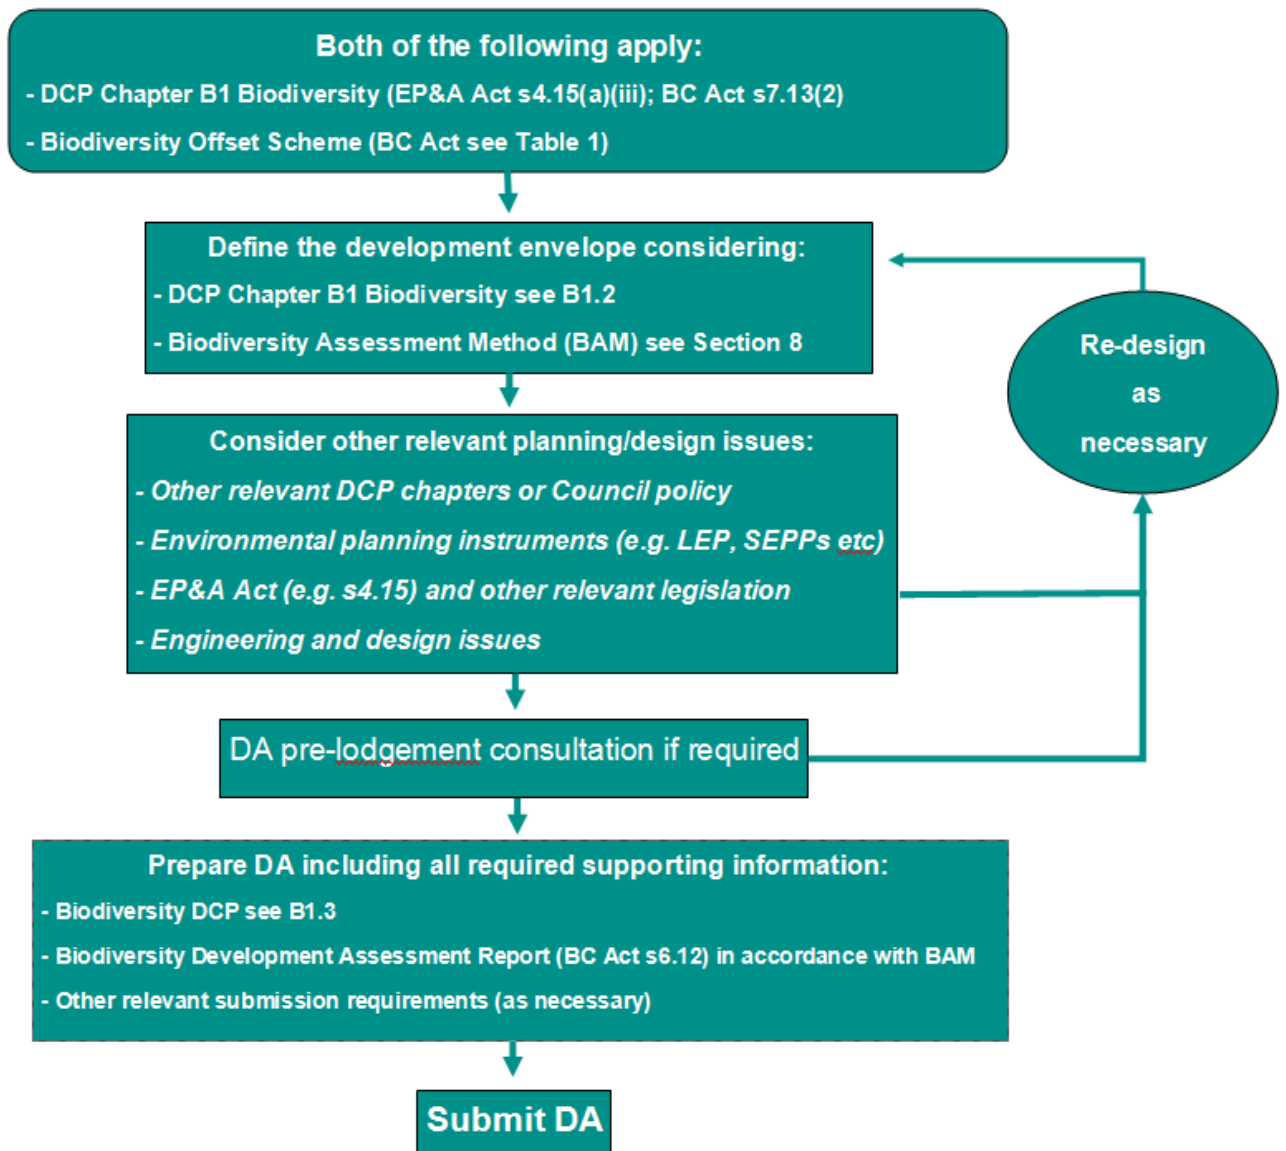 Both of the following apply:
- DCP Chapter B1 Biodiversity (EP&A Act s4.15(a)(iii); BC Act s7.13(2)
- Biodiversity Offset Scheme (BC Act see Table 1)
Define the development envelope considering:
- DCP Chapter B1 Biodiversity see B1.2
- Biodiversity Assessment Method (BAM) see Section 8
Re-design
as
necessary
Consider other relevant planning/design issues:
- Other relevant DCP chapters or Council policy
- Environmental planning instruments (e.g. LEP, SEPPs etc)
- EP&A Act (e.g. s4.15) and other relevant legislation
- Engineering and design issues
DA pre-lodgement consultation if required
Prepare DA including all required supporting information:
- Biodiversity DCP see B1.3
- Biodiversity Development Assessment Report (BC Act s6.12) in accordance with BAM
- Other relevant submission requirements (as necessary)
Submit DA